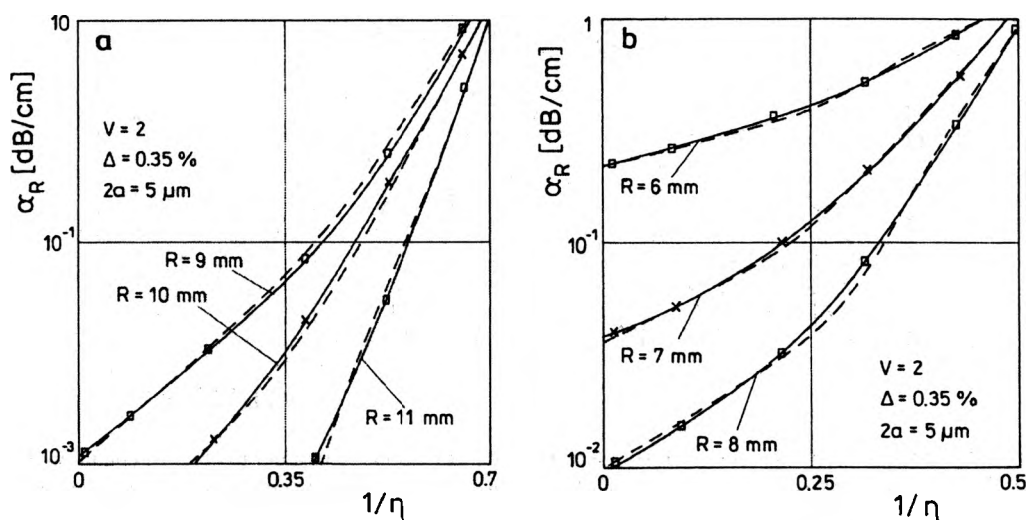 a
10
10⁻¹
10⁻³
α_R [dB/cm]
V = 2
Δ = 0.35 %
2a = 5 µm
R = 9 mm
R = 10 mm
R = 11 mm
0
0.35
0.7
1/η
b
1
10⁻¹
10⁻²
α_R [dB/cm]
R = 6 mm
R = 7 mm
R = 8 mm
V = 2
Δ = 0.35 %
2a = 5 µm
0
0.25
0.5
1/η